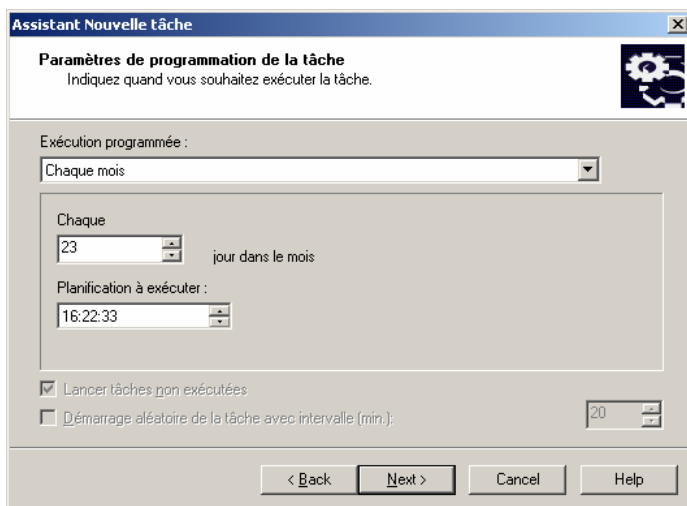 Assistant Nouvelle tâche
Paramètres de programmation de la tâche
Indiquez quand vous souhaitez exécuter la tâche.
Exécution programmée :
Chaque mois
Chaque
23 jour dans le mois
Planification à exécuter :
16:22:33
Lancer tâches non exécutées
Démarrage aléatoire de la tâche avec intervalle (min.): 20
< Back Next > Cancel Help